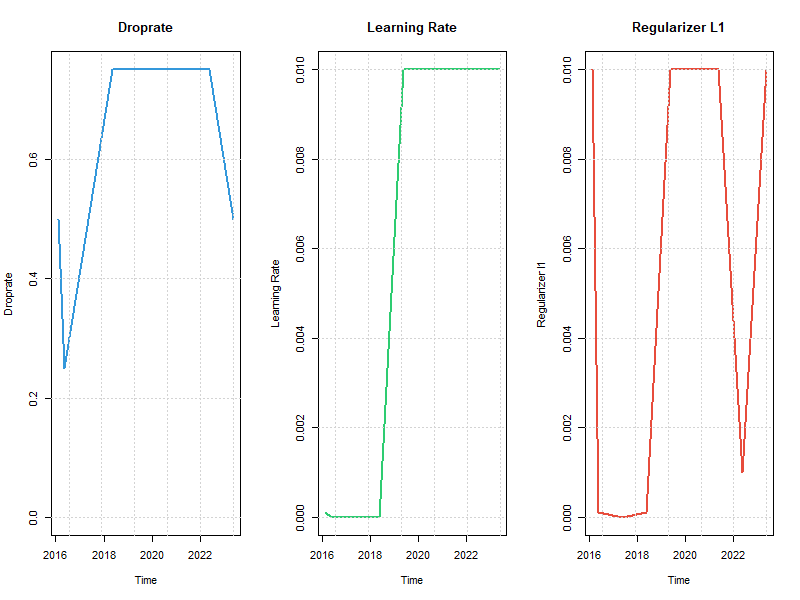 Droprate
Droprate
0.0
0.2
0.4
0.6
2016 2018 2020 2022
Time
Learning Rate
Learning Rate
0.000
0.002
0.004
0.006
0.008
0.010
2016 2018 2020 2022
Time
Regularizer L1
Regularizer l1
0.000
0.002
0.004
0.006
0.008
0.010
2016 2018 2020 2022
Time